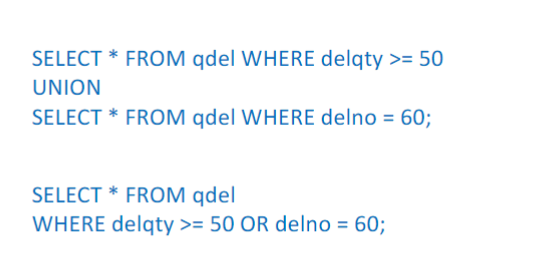 SELECT * FROM qdel WHERE delqty >= 50
UNION
SELECT * FROM qdel WHERE delno = 60;
SELECT * FROM qdel
WHERE delqty >= 50 OR delno = 60;